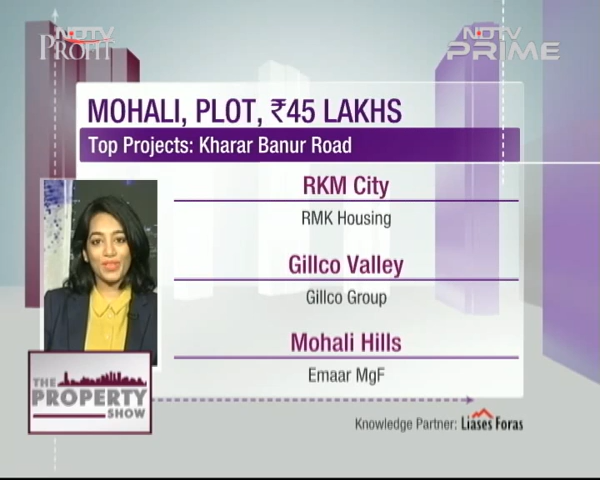 NDTV
PROFIT
NDTV
PRIME
MOHALI, PLOT, ₹45 LAKHS
Top Projects: Kharar Banur Road
RKM City
RMK Housing
Gillco Valley
Gillco Group
Mohali Hills
Emaar MgF
THE
PROPERTY
SHOW
Knowledge Partner: Liases Foras